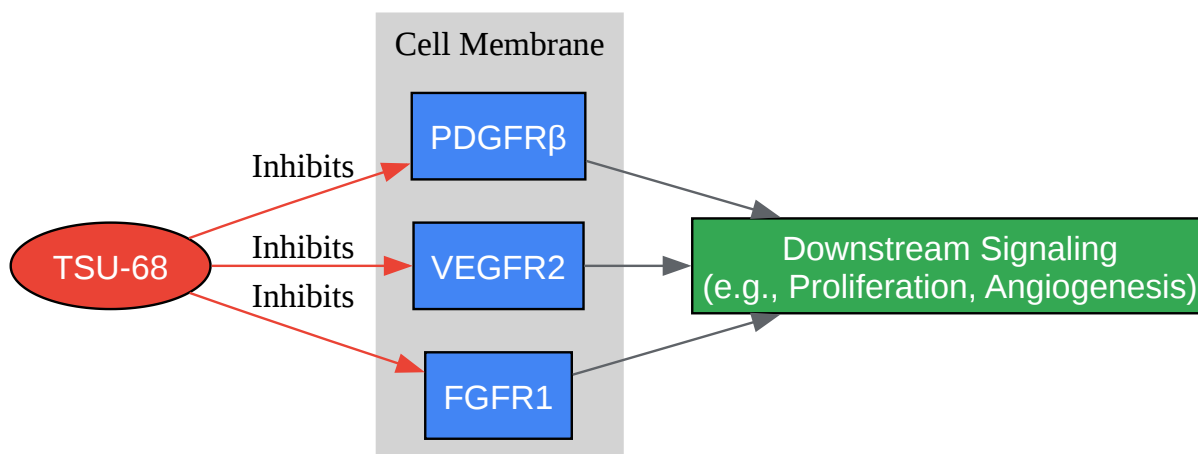 Cell Membrane
PDGFRβ
Inhibits
TSU-68
Inhibits
VEGFR2
Inhibits
FGFR1
Downstream Signaling
(e.g., Proliferation, Angiogenesis)